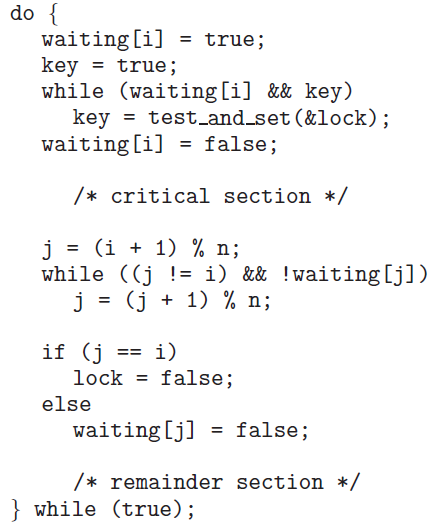 do {
waiting[i] = true;
key = true;
while (waiting[i] && key)
key = test_and_set(&lock);
waiting[i] = false;
/* critical section */
j = (i + 1) % n;
while ((j != i) && !waiting[j])
j = (j + 1) % n;
if (j == i)
lock = false;
else
waiting[j] = false;
/* remainder section */
} while (true);